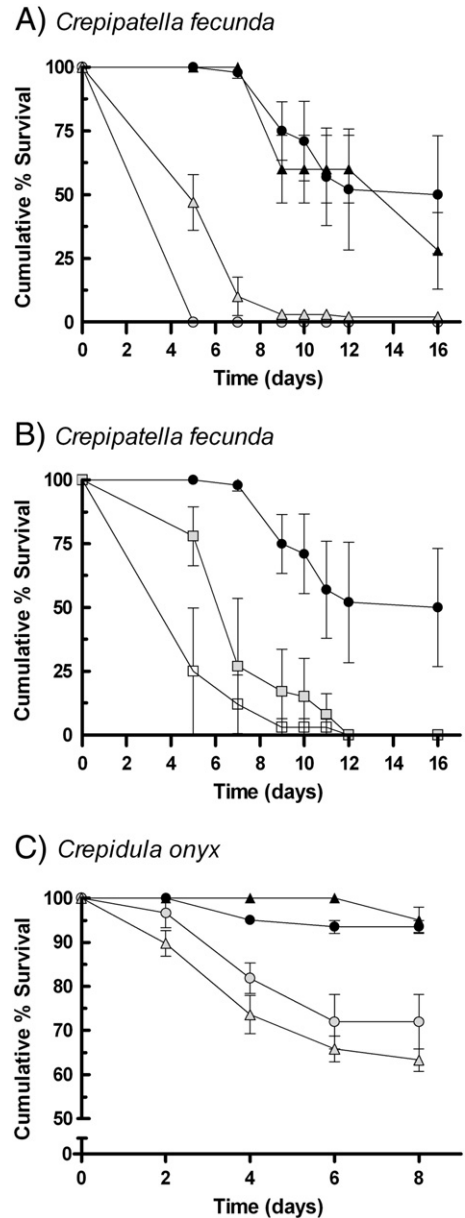 A) Crepipatella fecunda
100
75
50
25
0
Cumulative % Survival
0 2 4 6 8 10 12 14 16
Time (days)
B) Crepipatella fecunda
100
75
50
25
0
Cumulative % Survival
0 2 4 6 8 10 12 14 16
Time (days)
C) Crepidula onyx
100
90
80
70
60
50
0
Cumulative % Survival
0 2 4 6 8
Time (days)